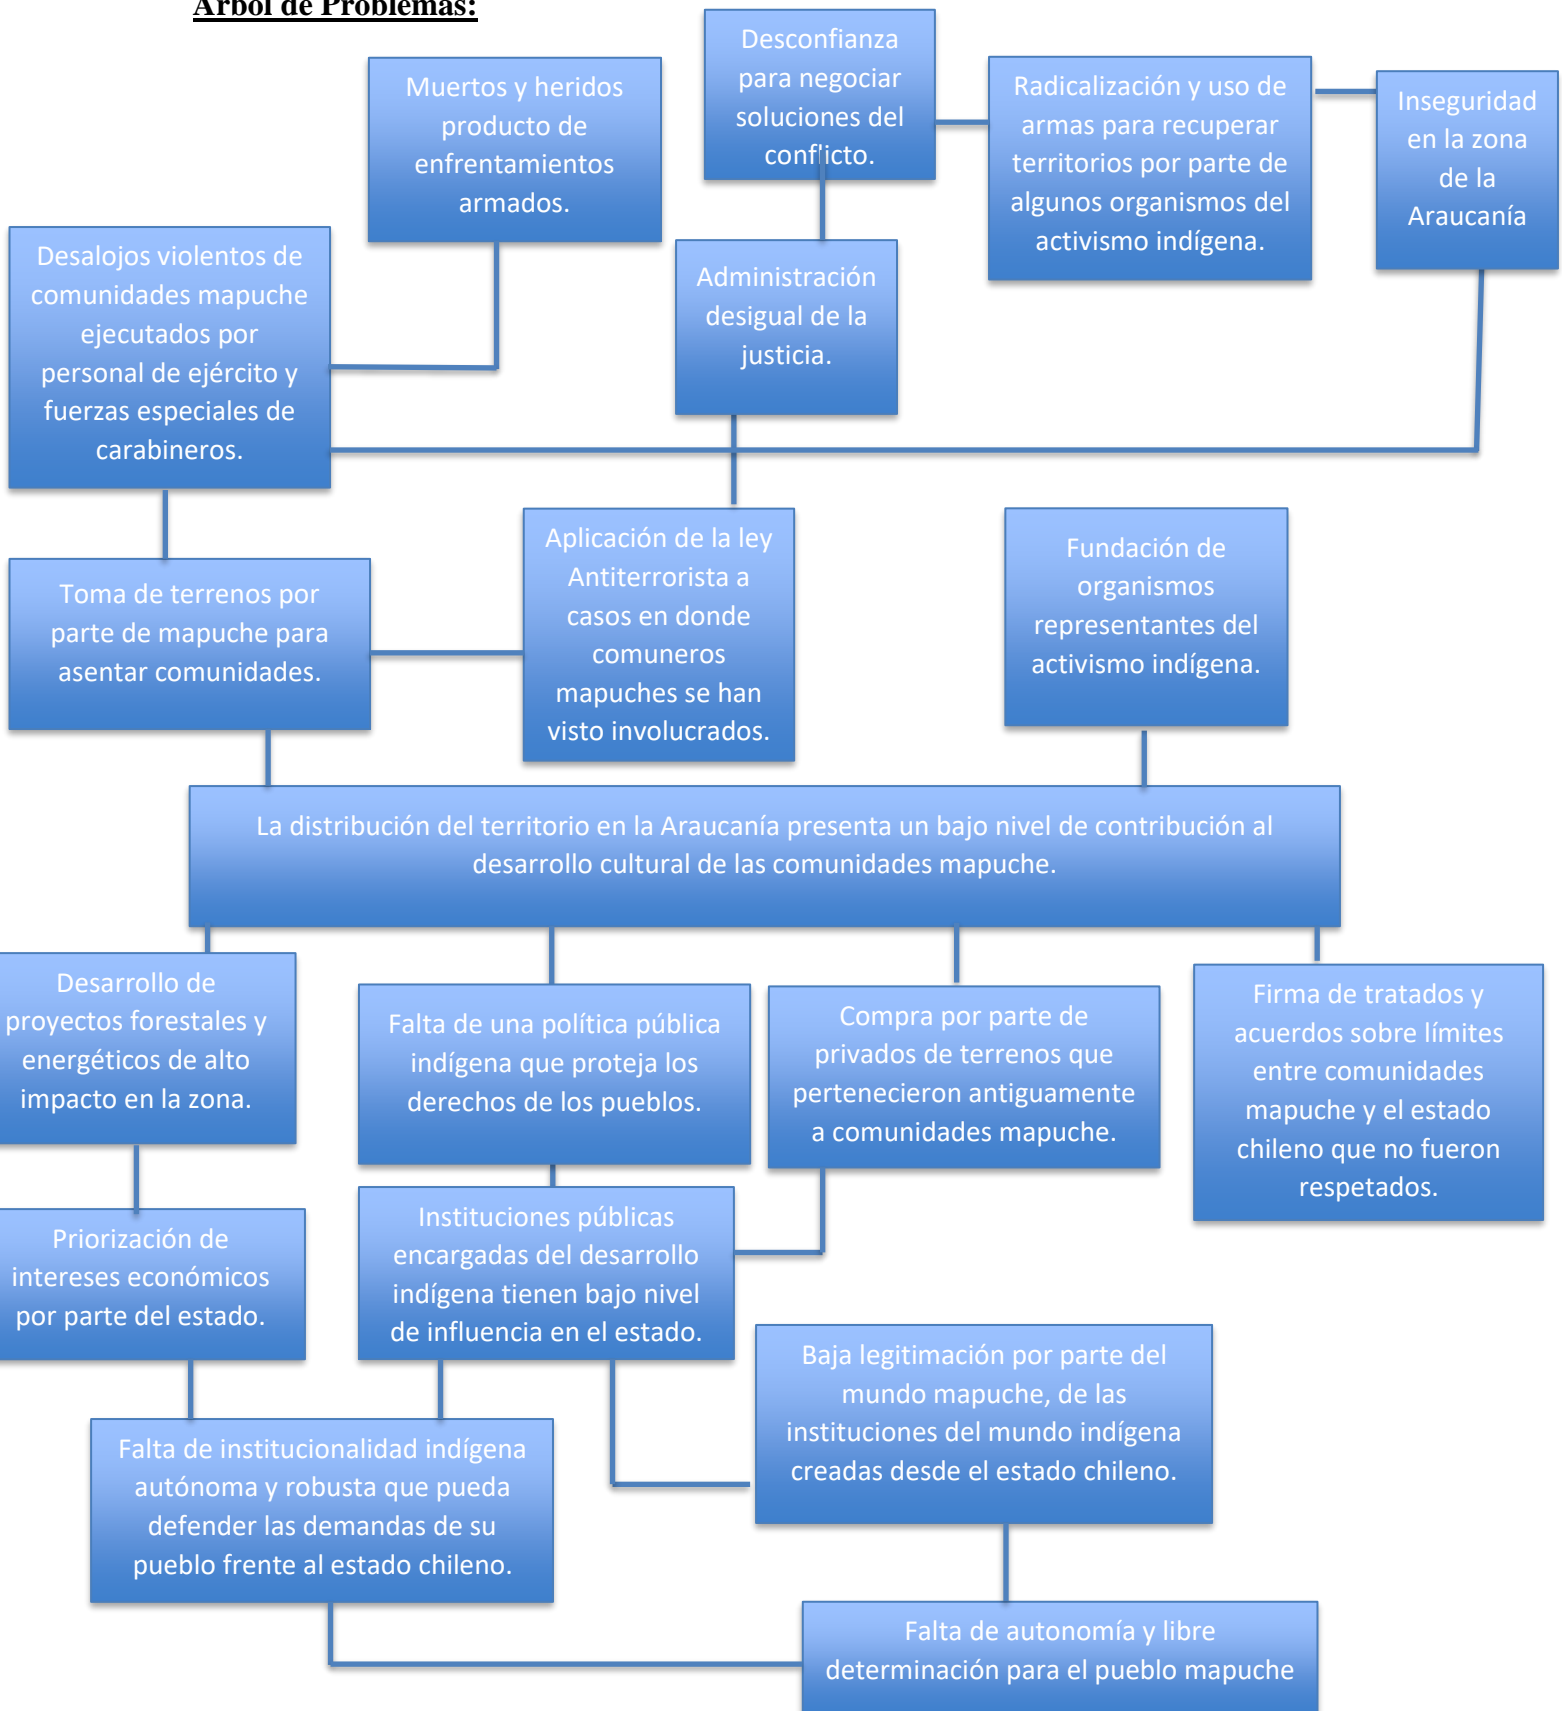 Árbol de Problemas:
Desconfianza
para negociar
soluciones del
conflicto.
Muertos y heridos
producto de
enfrentamientos
armados.
Radicalización y uso de
armas para recuperar
territorios por parte de
algunos organismos del
activismo indígena.
Inseguridad
en la zona
de la
Araucanía
Desalojos violentos de
comunidades mapuche
ejecutados por
personal de ejército y
fuerzas especiales de
carabineros.
Administración
desigual de la
justicia.
Toma de terrenos por
parte de mapuche para
asentar comunidades.
Aplicación de la ley
Antiterrorista a
casos en donde
comuneros
mapuches se han
visto involucrados.
Fundación de
organismos
representantes del
activismo indígena.
La distribución del territorio en la Araucanía presenta un bajo nivel de contribución al
desarrollo cultural de las comunidades mapuche.
Desarrollo de
proyectos forestales y
energéticos de alto
impacto en la zona.
Falta de una política pública
indígena que proteja los
derechos de los pueblos.
Compra por parte de
privados de terrenos que
pertenecieron antiguamente
a comunidades mapuche.
Firma de tratados y
acuerdos sobre límites
entre comunidades
mapuche y el estado
chileno que no fueron
respetados.
Priorización de
intereses económicos
por parte del estado.
Instituciones públicas
encargadas del desarrollo
indígena tienen bajo nivel
de influencia en el estado.
Baja legitimación por parte del
mundo mapuche, de las
instituciones del mundo indígena
creadas desde el estado chileno.
Falta de institucionalidad indígena
autónoma y robusta que pueda
defender las demandas de su
pueblo frente al estado chileno.
Falta de autonomía y libre
determinación para el pueblo mapuche